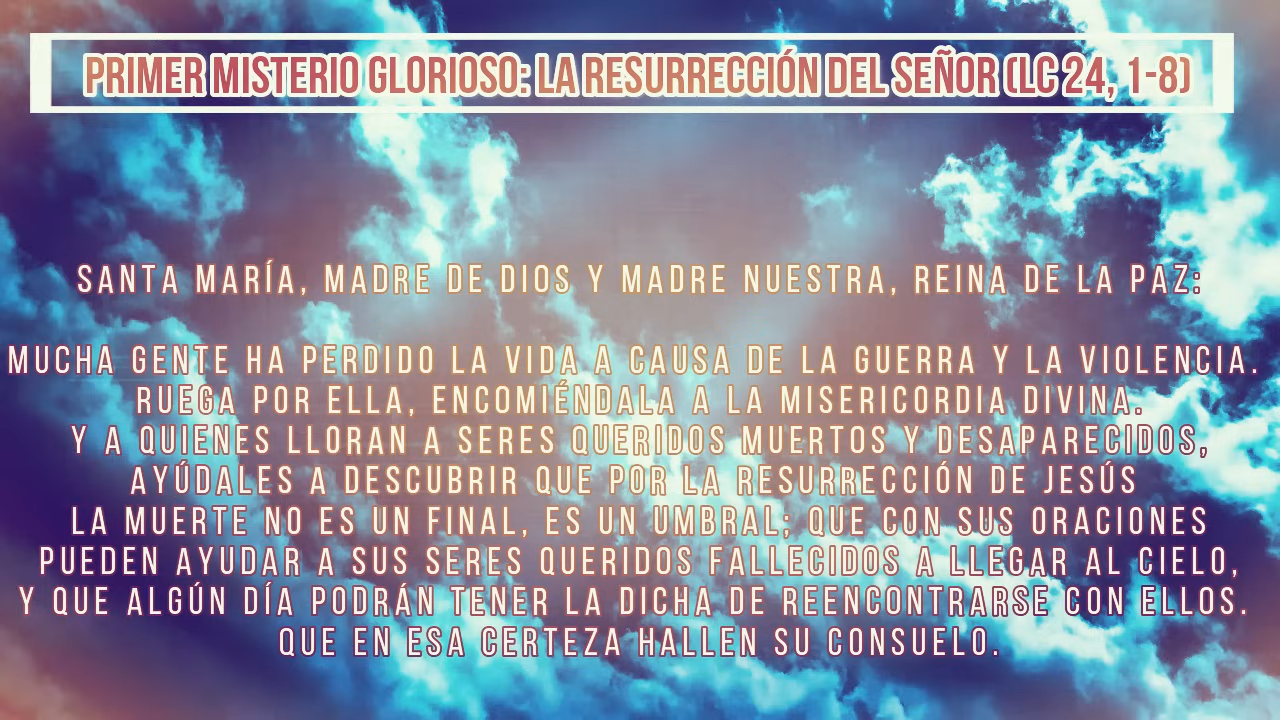 PRIMER MISTERIO GLORIOSO: LA RESURRECCIÓN DEL SEÑOR (LC 24, 1-8)
SANTA MARÍA, MADRE DE DIOS Y MADRE NUESTRA, REINA DE LA PAZ:
MUCHA GENTE HA PERDIDO LA VIDA A CAUSA DE LA GUERRA Y LA VIOLENCIA.
RUEGA POR ELLA, ENCOMIÉNDALA A LA MISERICORDIA DIVINA.
Y A QUIENES LLORAN A SERES QUERIDOS MUERTOS Y DESAPARECIDOS,
AYÚDALES A DESCUBRIR QUE POR LA RESURRECCIÓN DE JESÚS
LA MUERTE NO ES UN FINAL, ES UN UMBRAL; QUE CON SUS ORACIONES
PUEDEN AYUDAR A SUS SERES QUERIDOS FALLECIDOS A LLEGAR AL CIELO,
Y QUE ALGÚN DÍA PODRÁN TENER LA DICHA DE REENCONTRARSE CON ELLOS.
QUE EN ESA CERTEZA HALLEN SU CONSUELO.